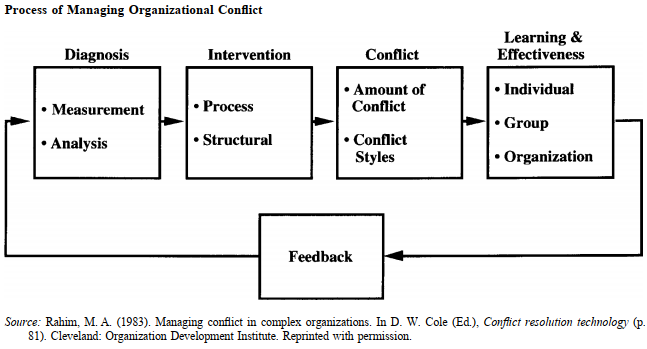 Process of Managing Organizational Conflict
Diagnosis
• Measurement
• Analysis
Intervention
• Process
• Structural
Conflict
• Amount of
Conflict
• Conflict
Styles
Learning &
Effectiveness
• Individual
• Group
• Organization
Feedback
Source: Rahim, M. A. (1983). Managing conflict in complex organizations. In D. W. Cole (Ed.), Conflict resolution technology (p.
81). Cleveland: Organization Development Institute. Reprinted with permission.